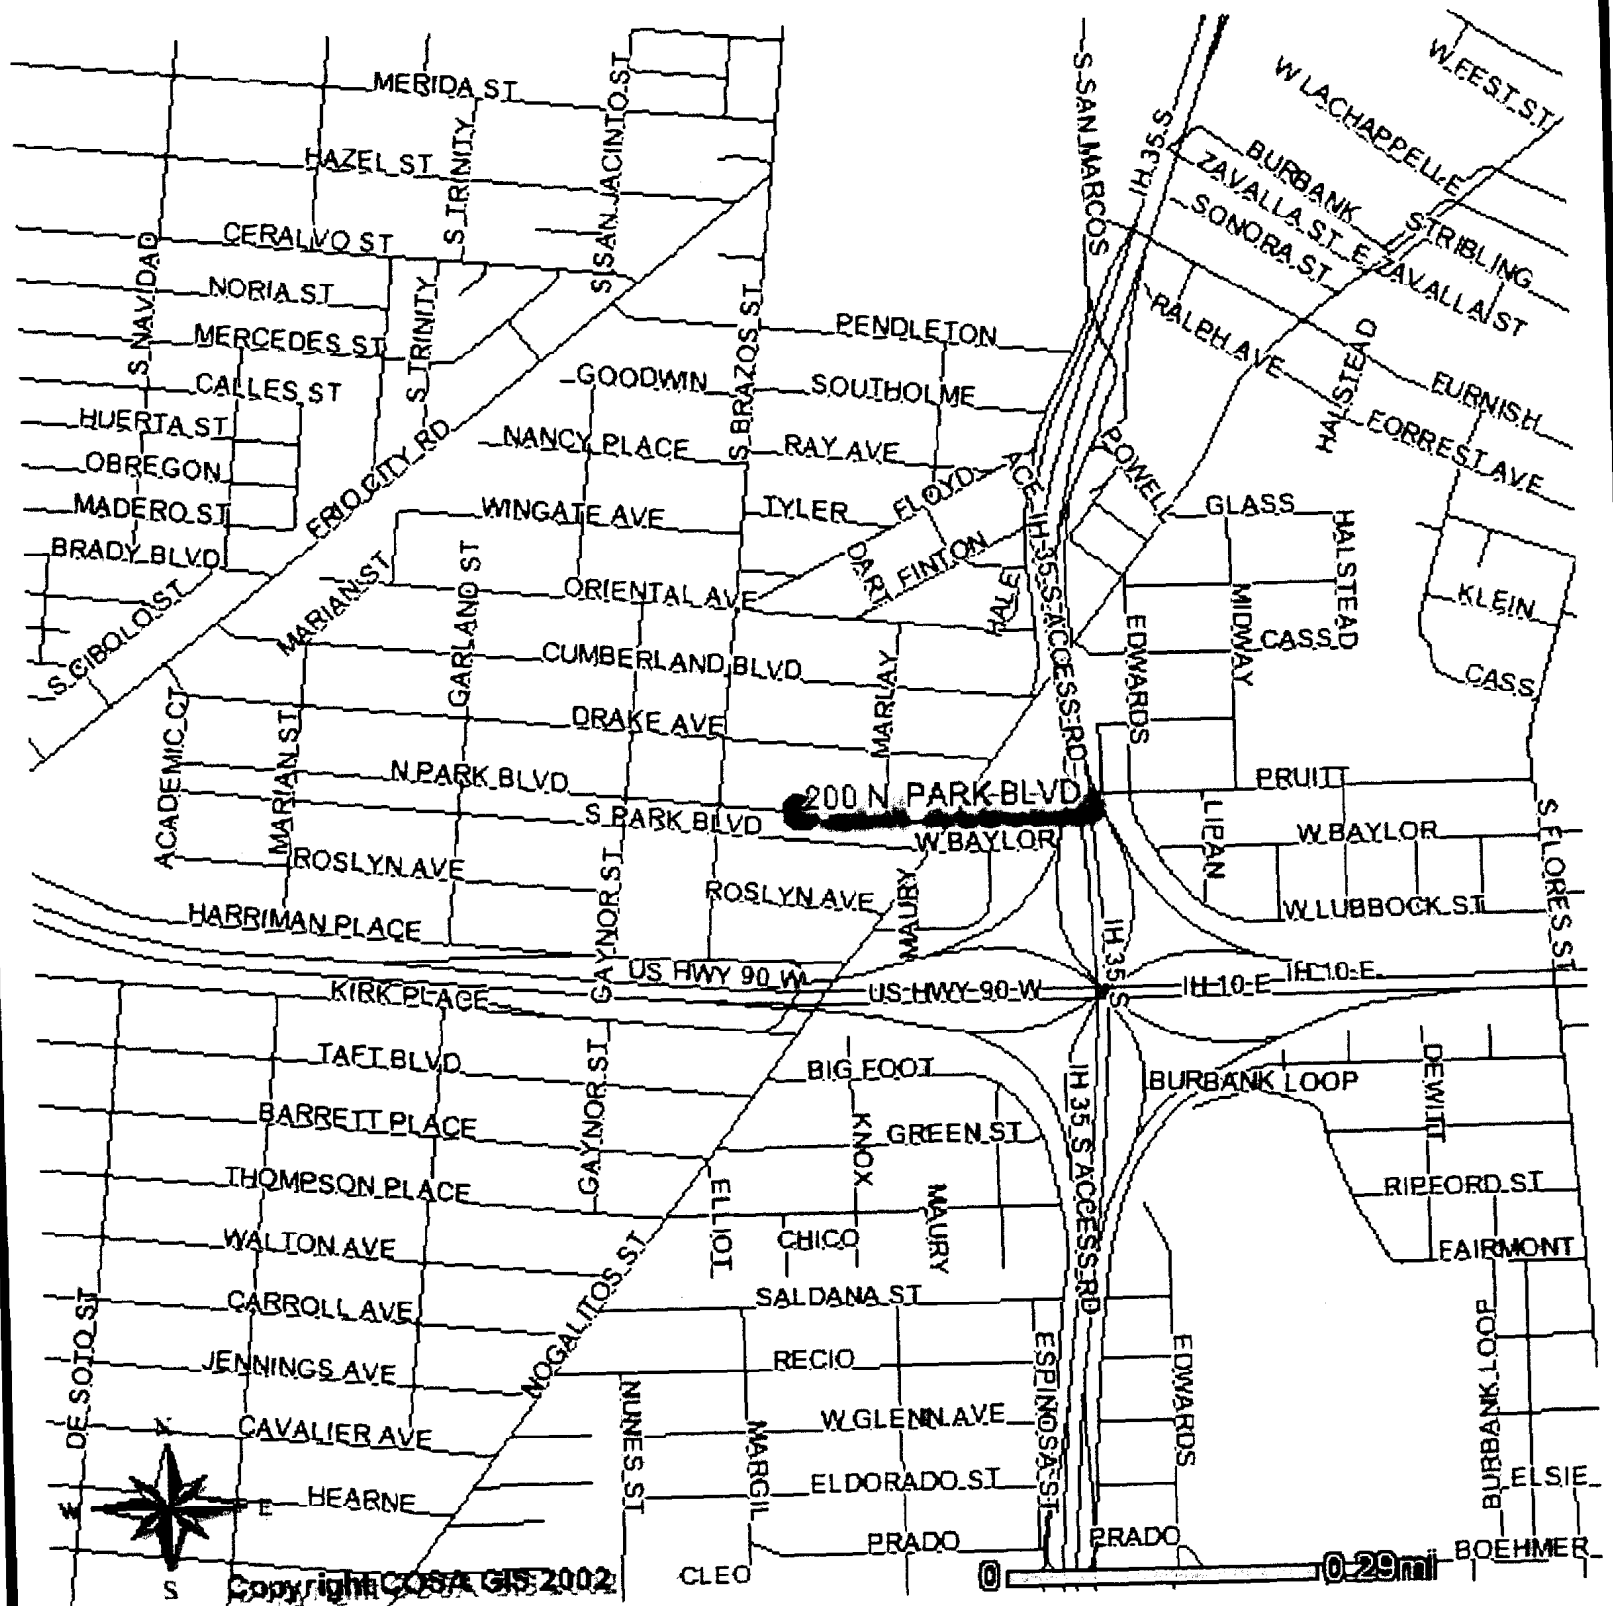 MERIDA ST
S SAN MARCOS
IH 35 S
W FEST ST
W LACHAPPELLE
HAZEL ST
S TRINITY
S SAN JACINTO ST
BURBANK
ZAVALLA ST
E ZAVALLA ST
STRIBLING
SONORA ST
CERALVO ST
S NAVIDAD
NORIA ST
S TRINITY
MERCEDES ST
S BRAZOS ST
PENDLETON
RALPH AVE
HALSTEAD
FURNISH
CALLES ST
GOODWIN
SOUTHOLME
HUERTA ST
NANCY PLACE
RAY AVE
POWELL
FORREST AVE
OBREGON
FRIO CITY RD
MADERO ST
WINGATE AVE
TYLER
FLOYD
ACE
GLASS
HALSTEAD
BRADY BLVD
MARIAN ST
GARLAND ST
ORIENTAL AVE
DART
FINTON
HALE
IH 35 S ACCESS RD
EDWARDS
MIDWAY
CASS
KLEIN
S CIBOLO ST
CUMBERLAND BLVD
MARLAY
CASS
ACADEMIC CT
MARIAN ST
DRAKE AVE
N PARK BLVD
200 N PARK BLVD
PRUITT
S PARK BLVD
W BAYLOR
LIPAN
W BAYLOR
S FLORES ST
ROSLYN AVE
GAYNOR ST
ROSLYN AVE
MAURY
W LUBBOCK ST
HARRIMAN PLACE
IH 35 S
US HWY 90 W
US HWY 90 W
IH 10 E
IH 10 E
KIRK PLACE
TAFT BLVD
GAYNOR ST
BIG FOOT
IH 35 S ACCESS RD
BURBANK LOOP
DEWITT
BARRETT PLACE
KNOX
GREEN ST
THOMPSON PLACE
ELLIOT
MAURY
RIPFORD ST
WALTON AVE
CHICO
FAIRMONT
NOGALITOS ST
CARROLL AVE
SALDANA ST
DE SOTO ST
JENNINGS AVE
RECIO
ESPINOSA ST
EDWARDS
BURBANK LOOP
CAVALIER AVE
NUNES ST
MARGIL
W GLENN AVE
HEARNE
ELDORADO ST
ELSIE
PRADO
PRADO
BOEHMER
CLEO
N
W
E
S
Copyright COSA GIS 2002
0
0.29mi